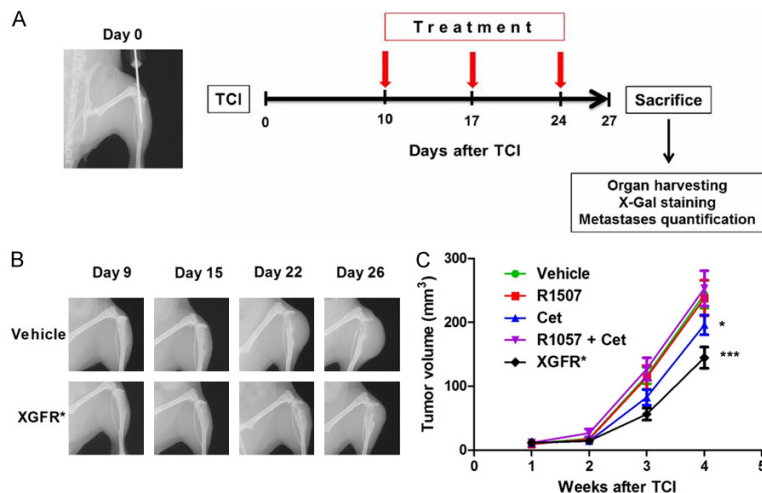 A
Day 0
Treatment
TCI
0
10
17
24
27
Days after TCI
Sacrifice
Organ harvesting
X-Gal staining
Metastases quantification
B
Day 9
Day 15
Day 22
Day 26
Vehicle
XGFR*
C
Tumor volume (mm3)
300
200
100
0
Vehicle
R1507
Cet
R1057 + Cet
XGFR*
*
***
0
1
2
3
4
5
Weeks after TCI